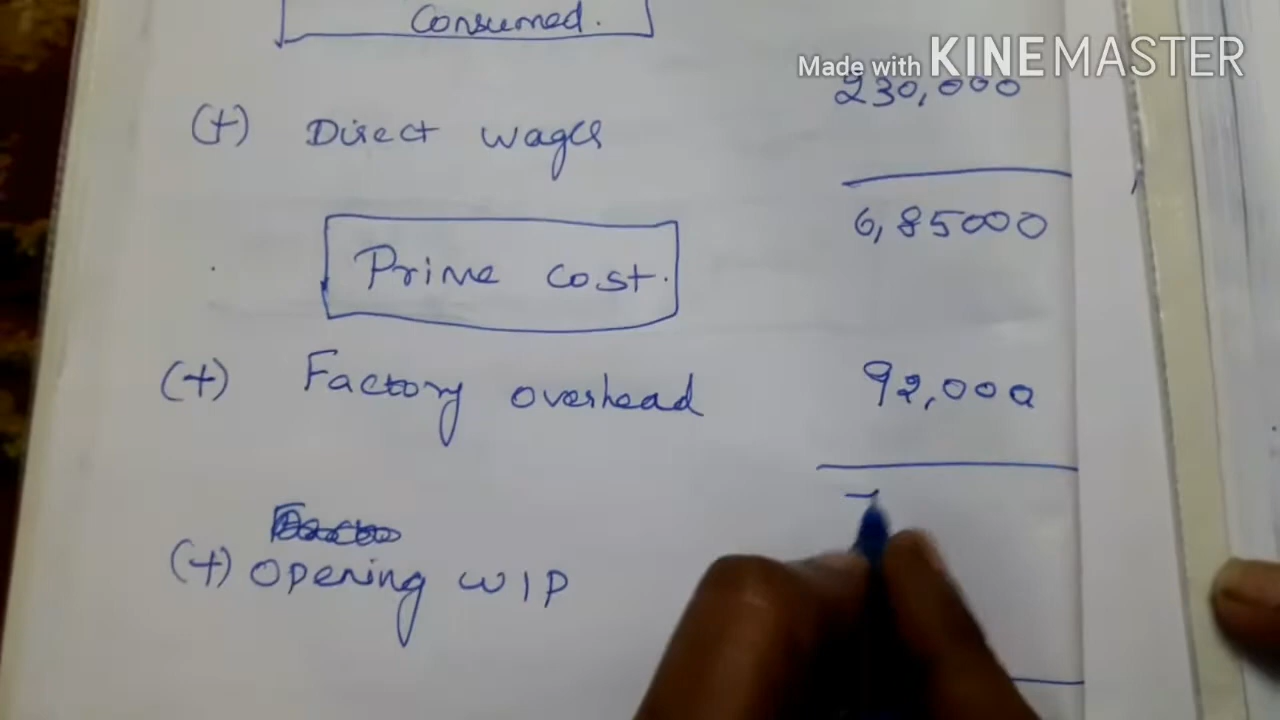 Consumed.
Made with KINEMASTER
230,000
(+) Direct wages
6,85000
Prime cost.
(+) Factory overhead 92,000
(+) Opening WIP